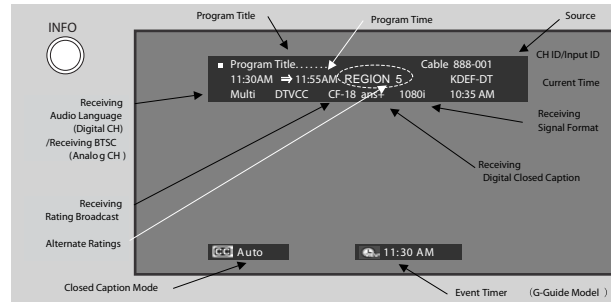 INFO
Program Title
Program Time
Source
Program Title.......
Cable 888-001
CH ID/Input ID
11:30AM ➡ 11:55AM REGION 5
KDEF-DT
Current Time
Multi DTVCC CF-18 ans+ 1080i 10:35 AM
Receiving
Audio Language
(Digital CH)
/Receiving BTSC
(Analog CH)
Receiving
Signal Format
Receiving
Digital Closed Caption
Receiving
Rating Broadcast
Alternate Ratings
CC Auto
11:30 AM
Closed Caption Mode
Event Timer (G-Guide Model)